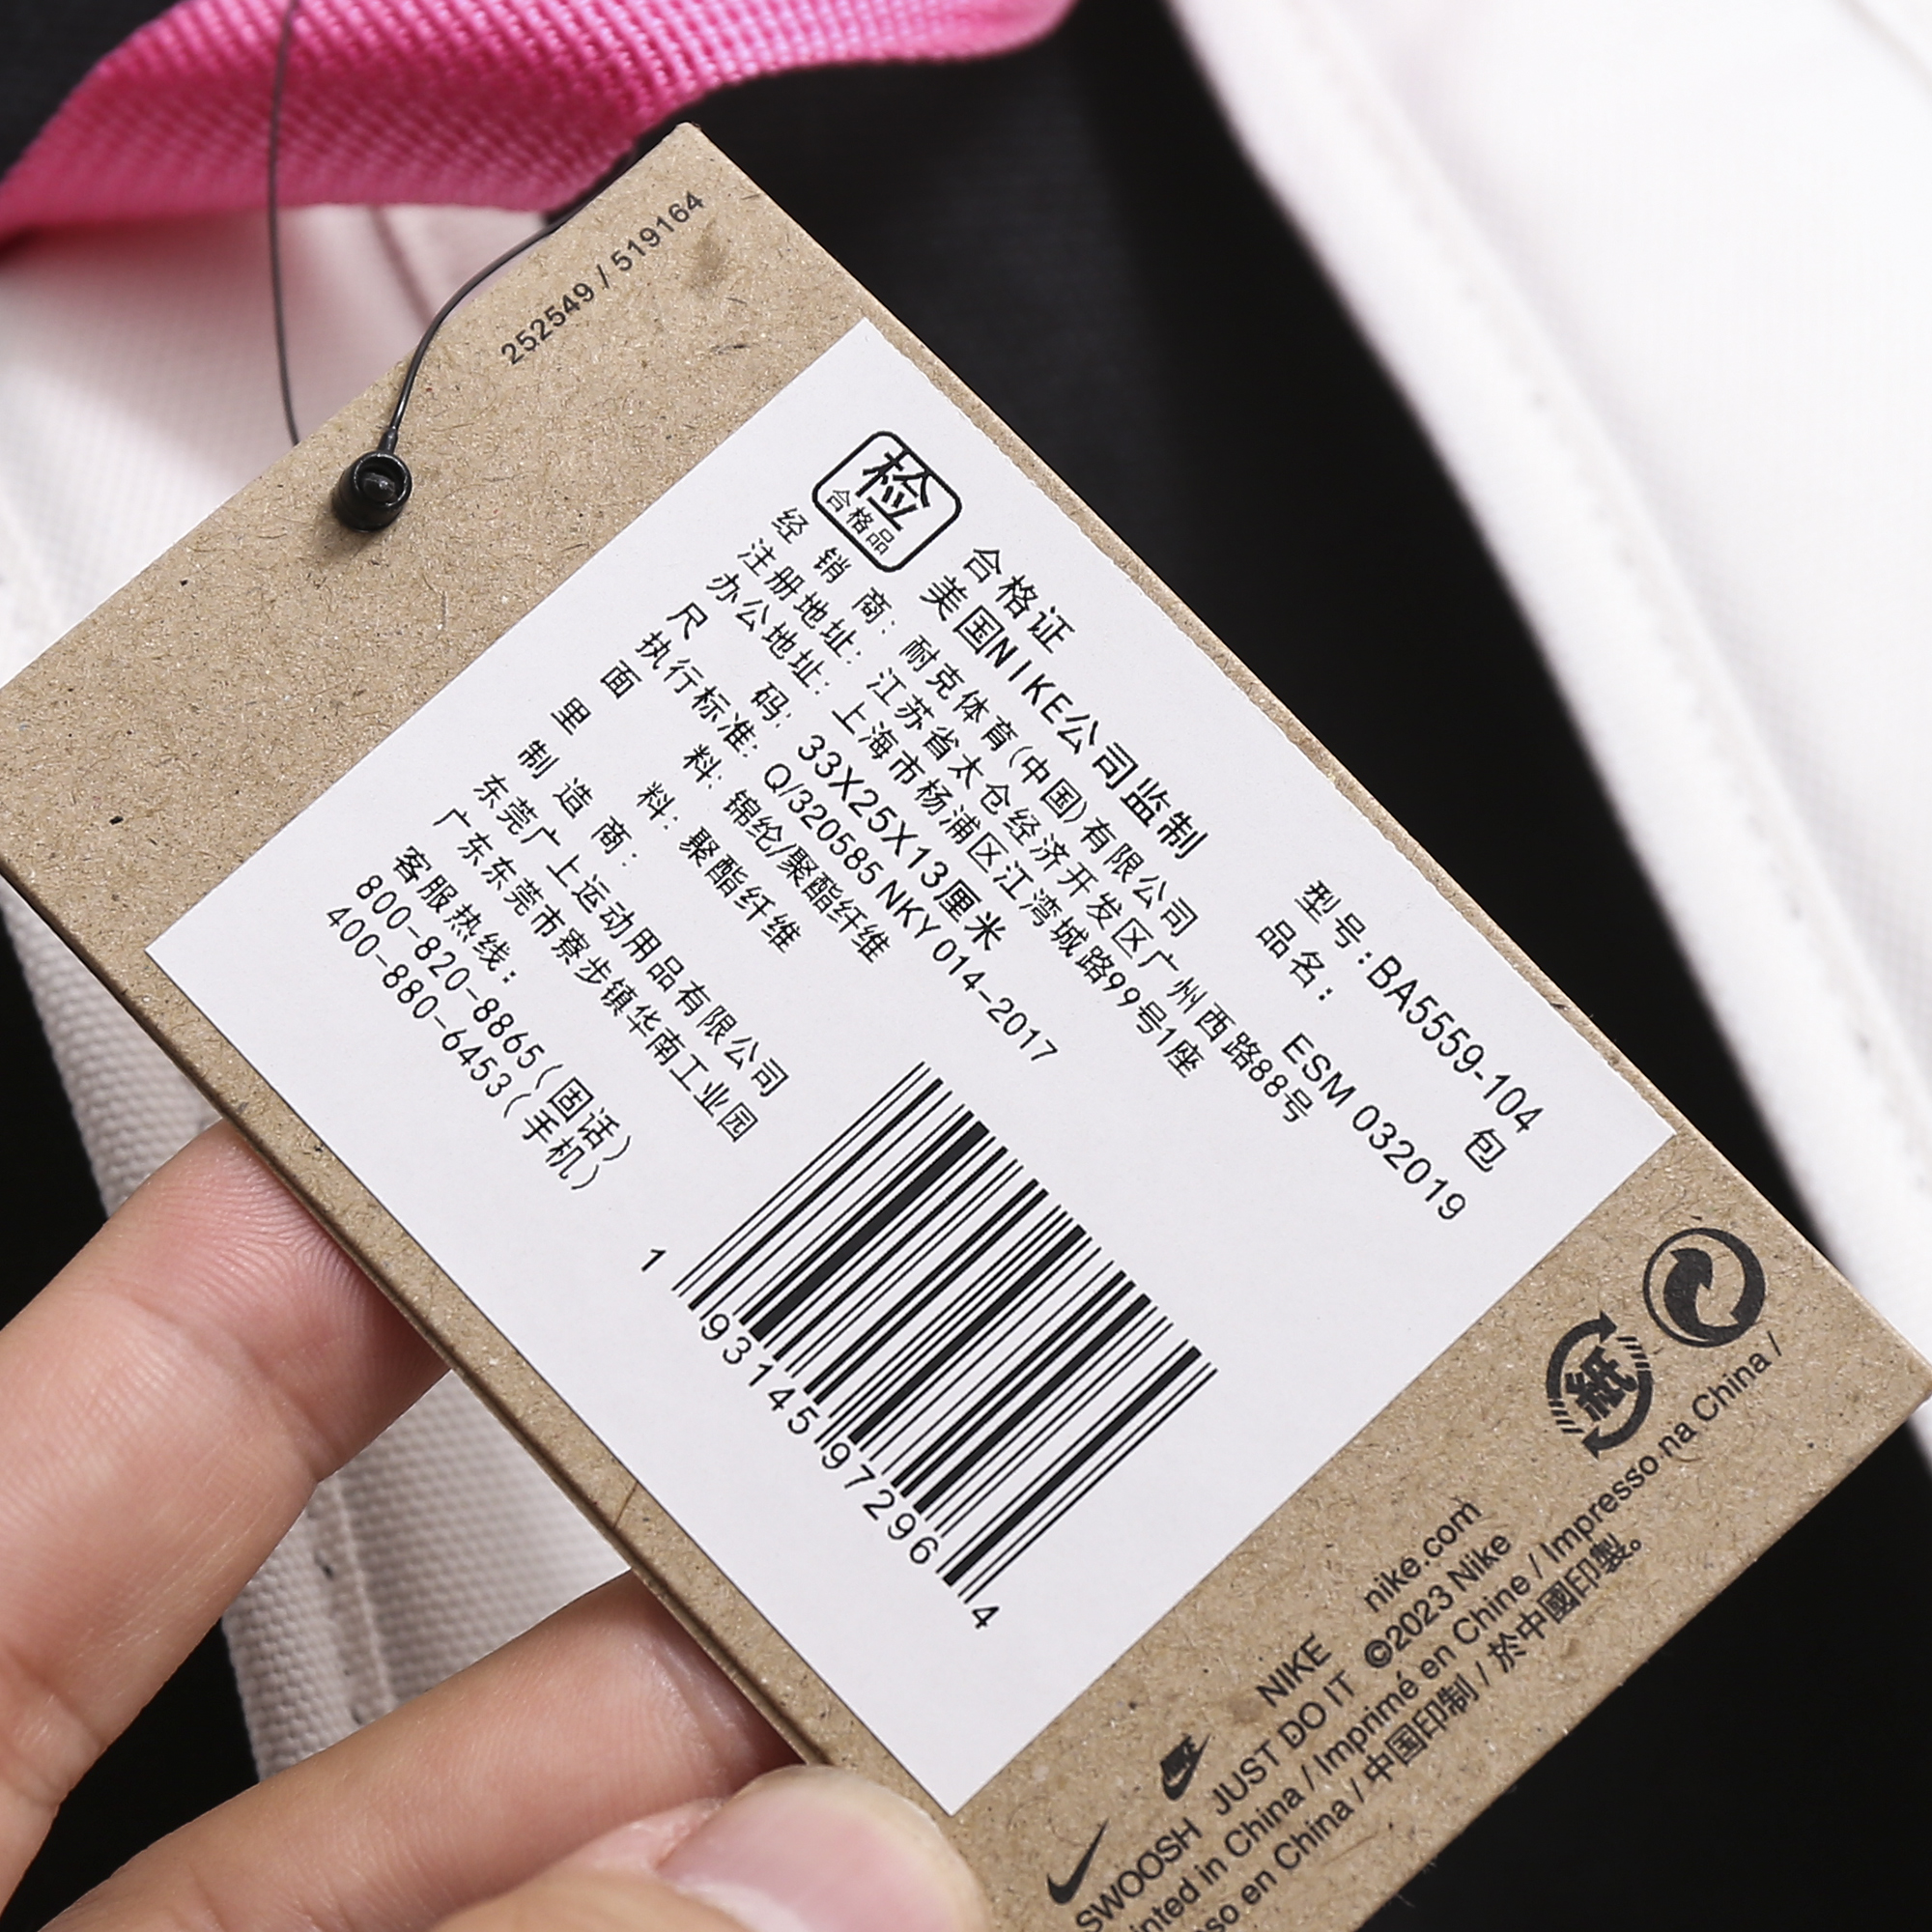 252549 / 519164
检
合格品
合格证
美国NIKE公司监制
型号:BA5559-104
品名: 包
经 销 商: 耐克体育(中国)有限公司
注册地址: 江苏省太仓经济开发区广州西路88号
办公地址: 上海市杨浦区江湾城路99号1座
尺 码: 33X25X13厘米
ESM 032019
执行标准: Q/320585 NKY 014-2017
面 料: 锦纶/聚酯纤维
里 料: 聚酯纤维
制 造 商:
东莞广上运动用品有限公司
广东东莞市寮步镇华南工业园
客服热线:
800-820-8865(固话)
400-880-6453(手机)
1 93145 97296 4
紙
NIKE nike.com
SWOOSH JUST DO IT ©2023 Nike
inted in China / Imprimé en Chine / Impresso na China /
so en China / 中国印制 / 於中國印製。